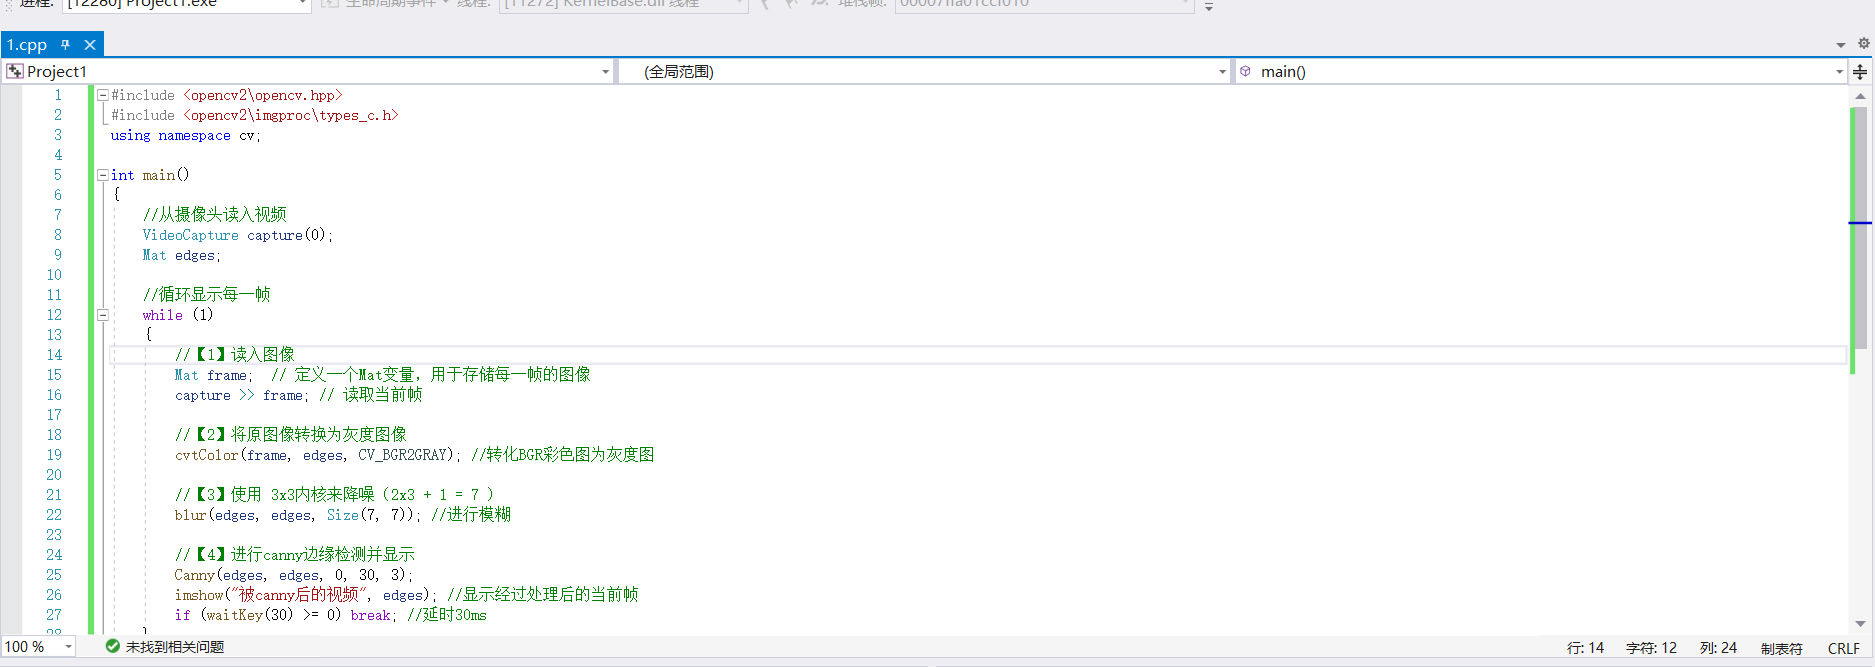 进程: [12280] Project1.exe 生命周期事件 线程: [11272] KernelBase.dll 线程 堆栈帧: 00007ffa01ccf010
1.cpp
Project1 (全局范围) main()
1 #include <opencv2\opencv.hpp>
2 #include <opencv2\imgproc\types_c.h>
3 using namespace cv;
4
5 int main()
6 {
7 //从摄像头读入视频
8 VideoCapture capture(0);
9 Mat edges;
10
11 //循环显示每一帧
12 while (1)
13 {
14 //【1】读入图像
15 Mat frame; // 定义一个Mat变量，用于存储每一帧的图像
16 capture >> frame; // 读取当前帧
17
18 //【2】将原图像转换为灰度图像
19 cvtColor(frame, edges, CV_BGR2GRAY); //转化BGR彩色图为灰度图
20
21 //【3】使用 3x3内核来降噪（2x3 + 1 = 7 ）
22 blur(edges, edges, Size(7, 7)); //进行模糊
23
24 //【4】进行canny边缘检测并显示
25 Canny(edges, edges, 0, 30, 3);
26 imshow("被canny后的视频", edges); //显示经过处理后的当前帧
27 if (waitKey(30) >= 0) break; //延时30ms
28 }
100 % 未找到相关问题 行: 14 字符: 12 列: 24 制表符 CRLF